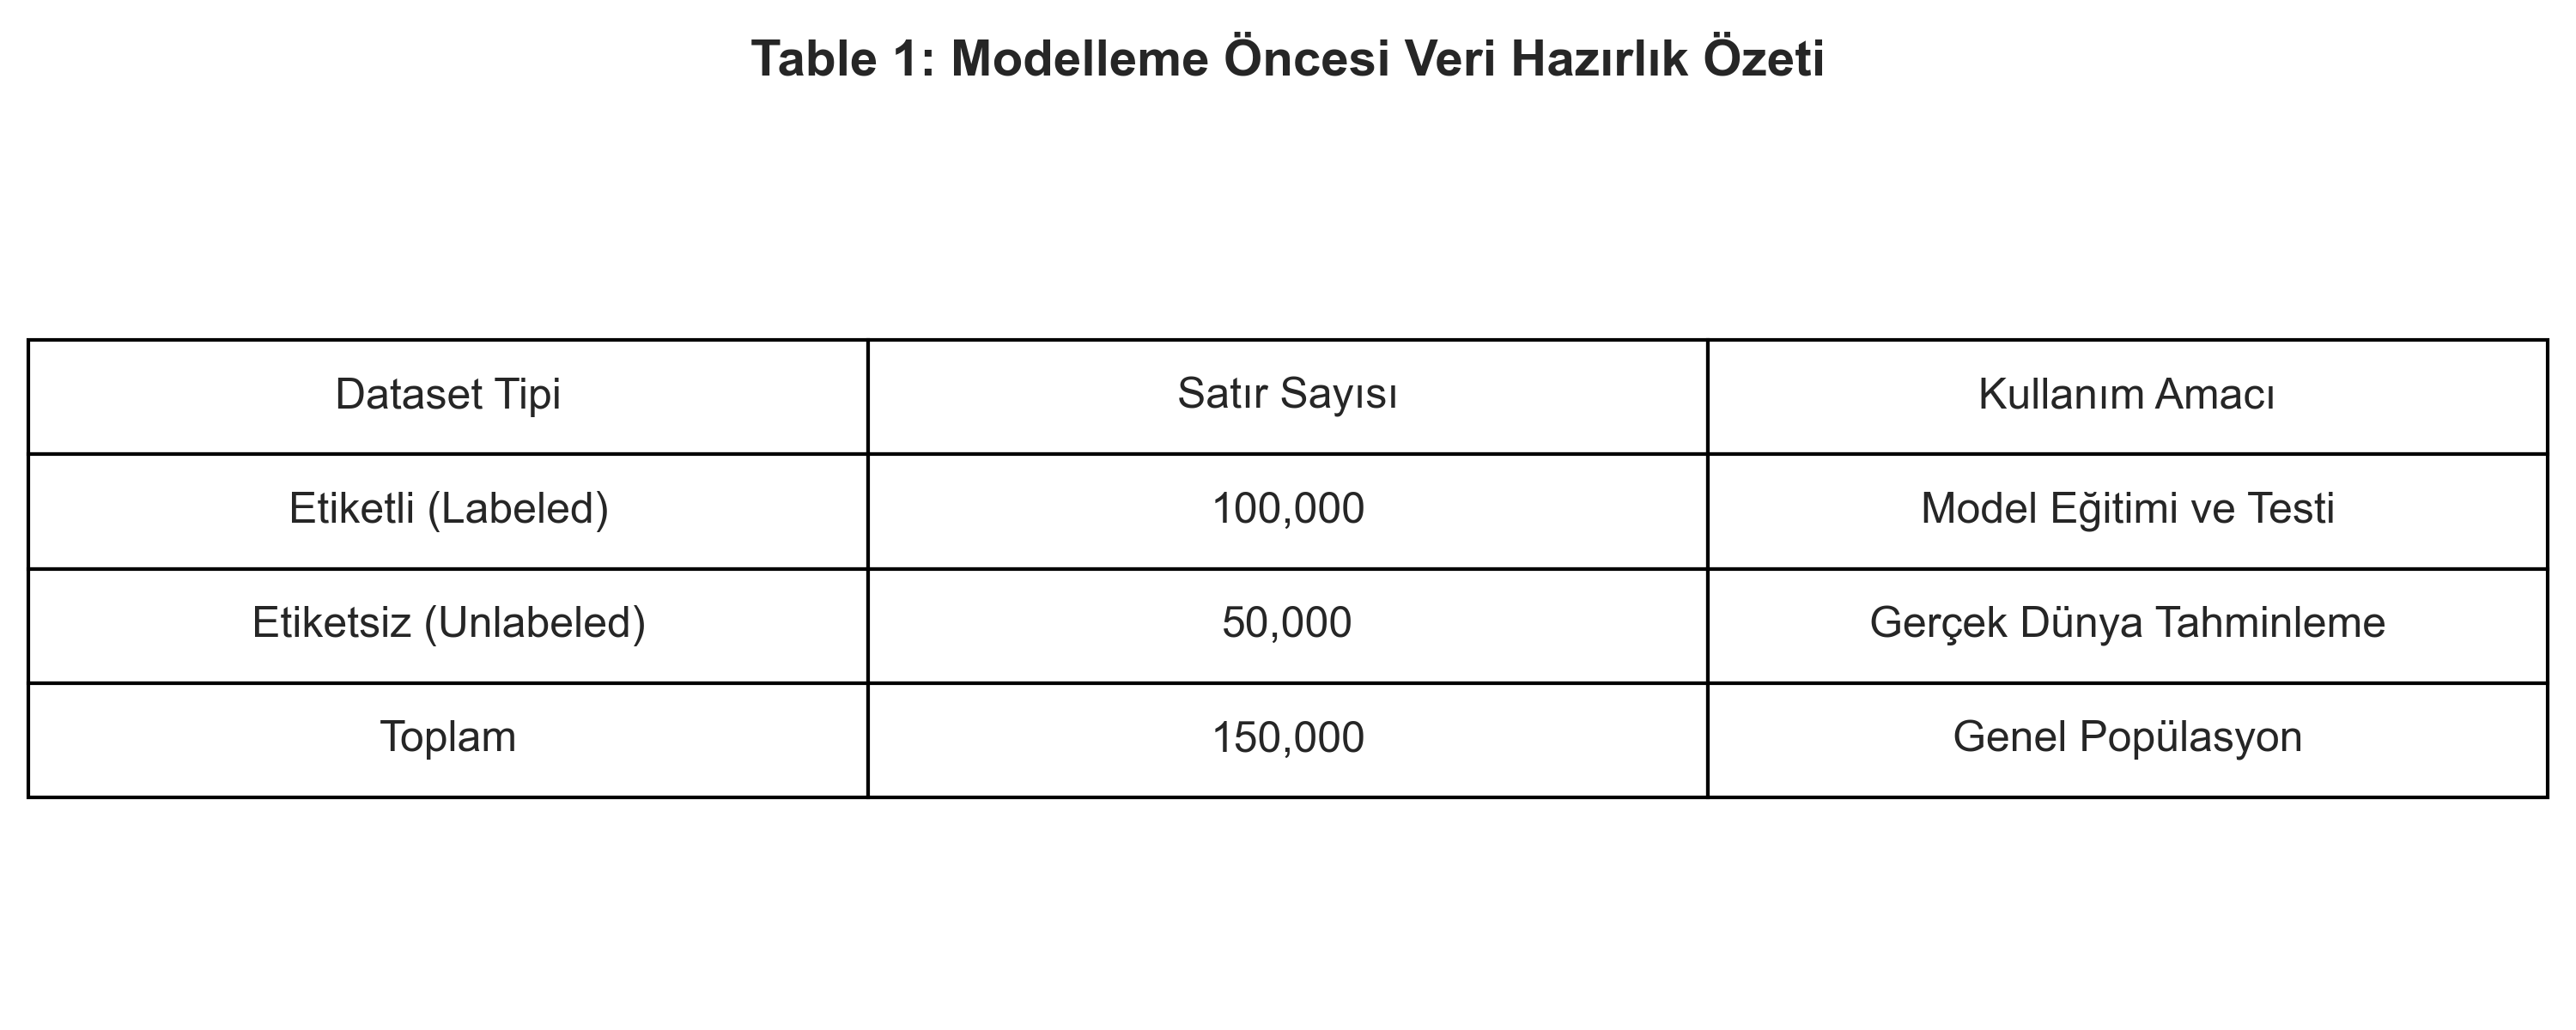 Table 1: Modelleme Öncesi Veri Hazırlık Özeti
Dataset Tipi Satır Sayısı Kullanım Amacı
Etiketli (Labeled) 100,000 Model Eğitimi ve Testi
Etiketsiz (Unlabeled) 50,000 Gerçek Dünya Tahminleme
Toplam 150,000 Genel Popülasyon